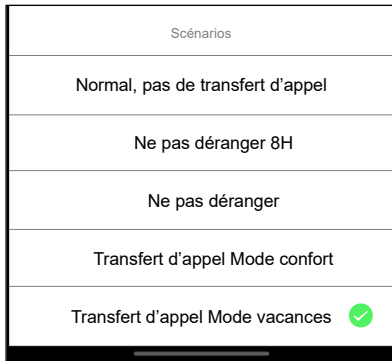 Scénarios
Normal, pas de transfert d’appel
Ne pas déranger 8H
Ne pas déranger
Transfert d’appel Mode confort
Transfert d’appel Mode vacances